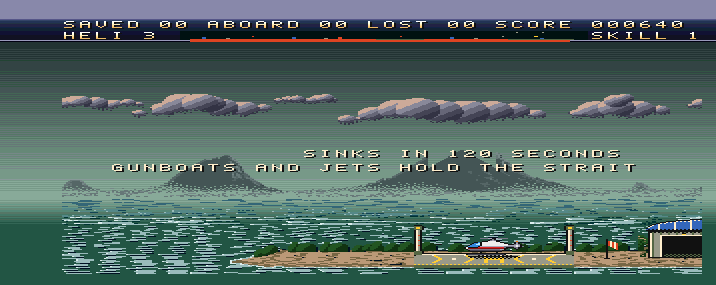 SAVED 00 ABOARD 00 LOST 00 SCORE 000640
HELI 3 SKILL 1
SINKS IN 120 SECONDS
GUNBOATS AND JETS HOLD THE STRAIT